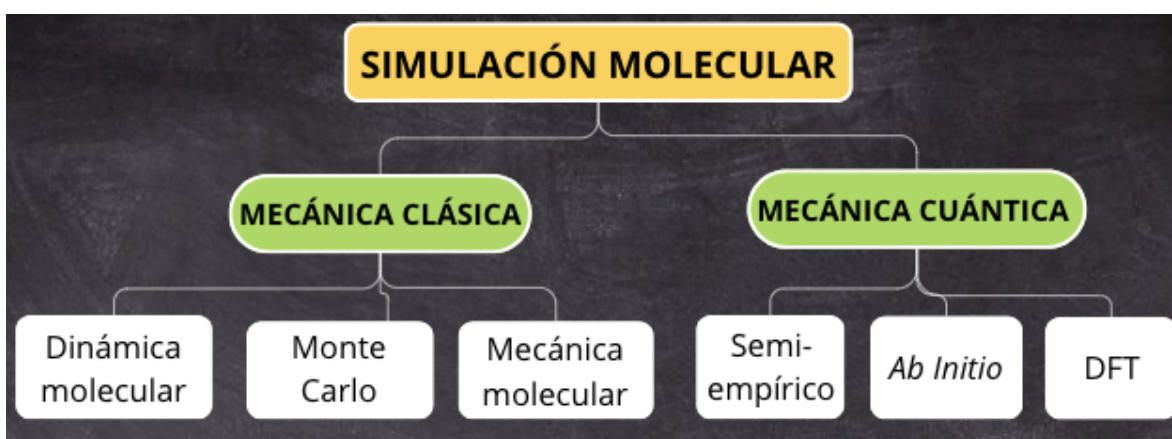 SIMULACIÓN MOLECULAR
MECÁNICA CLÁSICA
MECÁNICA CUÁNTICA
Dinámica
molecular
Monte
Carlo
Mecánica
molecular
Semi-
empírico
Ab Initio
DFT